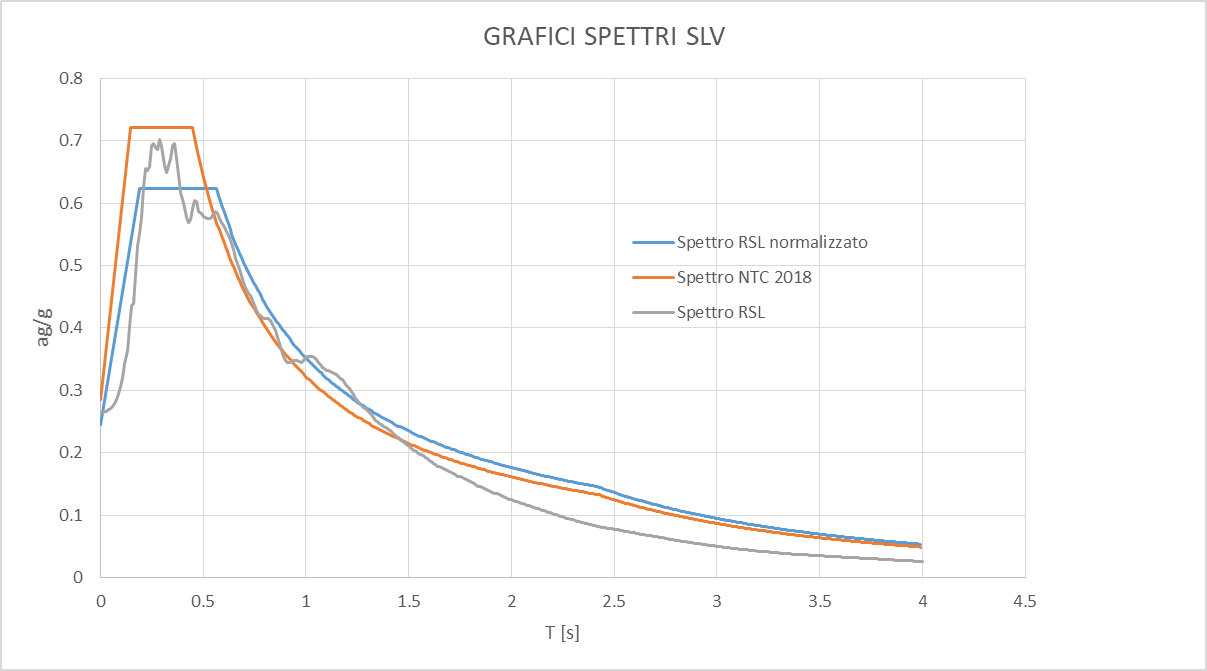 GRAFICI SPETTRI SLV
0.8
0.7
0.6
0.5
0.4
0.3
0.2
0.1
0
ag/g
Spettro RSL normalizzato
Spettro NTC 2018
Spettro RSL
0 0.5 1 1.5 2 2.5 3 3.5 4 4.5
T [s]